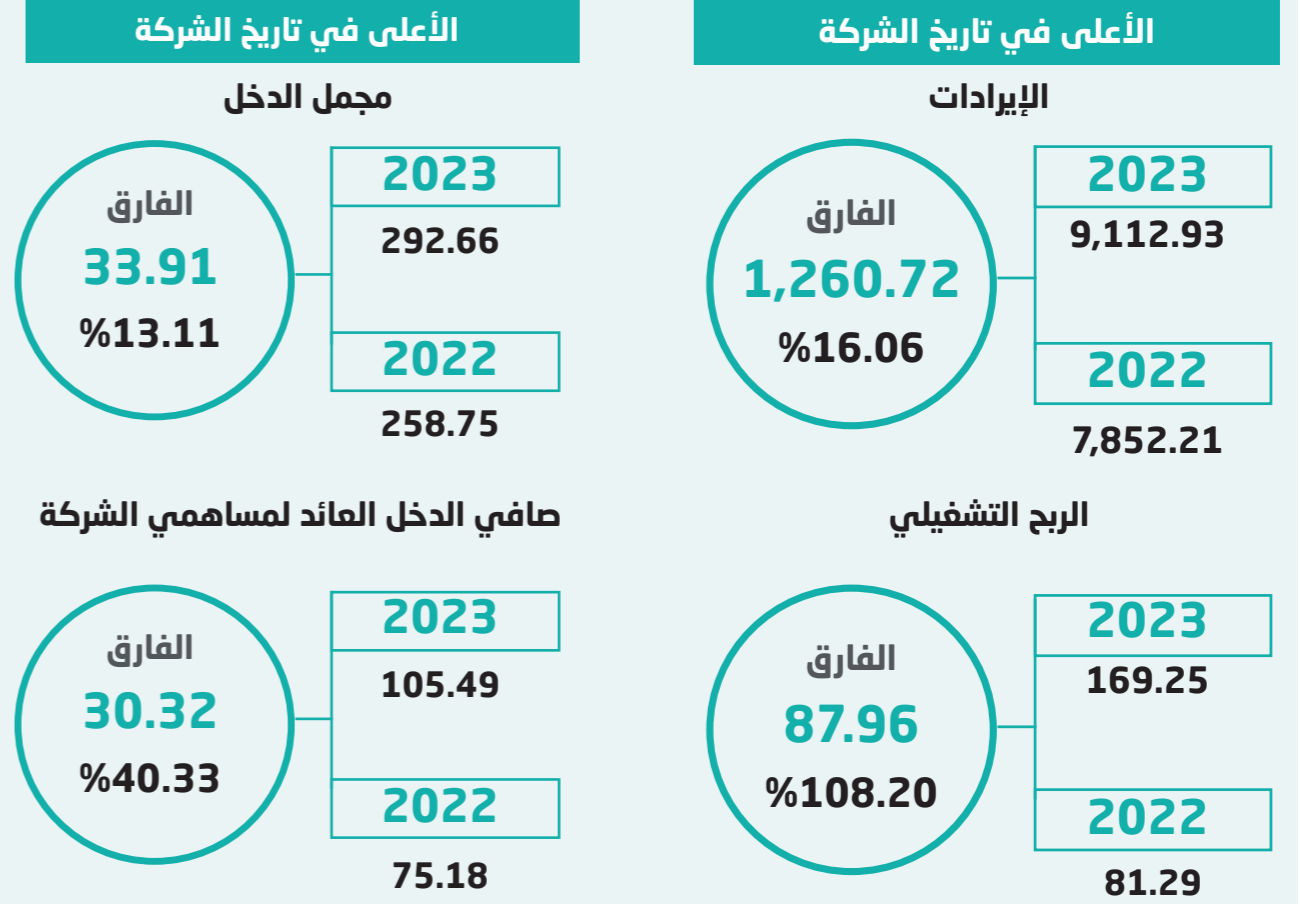 الأعلى في تاريخ الشركة
الإيرادات
2023
9,112.93
الفارق
1,260.72
%16.06
2022
7,852.21
الأعلى في تاريخ الشركة
مجمل الدخل
2023
292.66
الفارق
33.91
%13.11
2022
258.75
الربح التشغيلي
2023
169.25
الفارق
87.96
%108.20
2022
81.29
صافي الدخل العائد لمساهمي الشركة
2023
105.49
الفارق
30.32
%40.33
2022
75.18